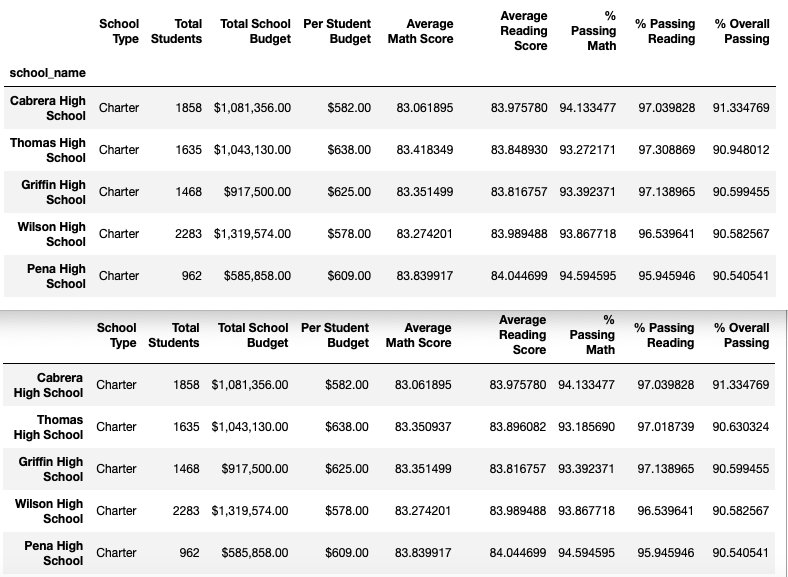 School Type Total Students Total School Budget Per Student Budget Average Math Score Average Reading Score % Passing Math % Passing Reading % Overall Passing
school_name
Cabrera High School Charter 1858 $1,081,356.00 $582.00 83.061895 83.975780 94.133477 97.039828 91.334769
Thomas High School Charter 1635 $1,043,130.00 $638.00 83.418349 83.848930 93.272171 97.308869 90.948012
Griffin High School Charter 1468 $917,500.00 $625.00 83.351499 83.816757 93.392371 97.138965 90.599455
Wilson High School Charter 2283 $1,319,574.00 $578.00 83.274201 83.989488 93.867718 96.539641 90.582567
Pena High School Charter 962 $585,858.00 $609.00 83.839917 84.044699 94.594595 95.945946 90.540541
School Type Total Students Total School Budget Per Student Budget Average Math Score Average Reading Score % Passing Math % Passing Reading % Overall Passing
Cabrera High School Charter 1858 $1,081,356.00 $582.00 83.061895 83.975780 94.133477 97.039828 91.334769
Thomas High School Charter 1635 $1,043,130.00 $638.00 83.350937 83.896082 93.185690 97.018739 90.630324
Griffin High School Charter 1468 $917,500.00 $625.00 83.351499 83.816757 93.392371 97.138965 90.599455
Wilson High School Charter 2283 $1,319,574.00 $578.00 83.274201 83.989488 93.867718 96.539641 90.582567
Pena High School Charter 962 $585,858.00 $609.00 83.839917 84.044699 94.594595 95.945946 90.540541